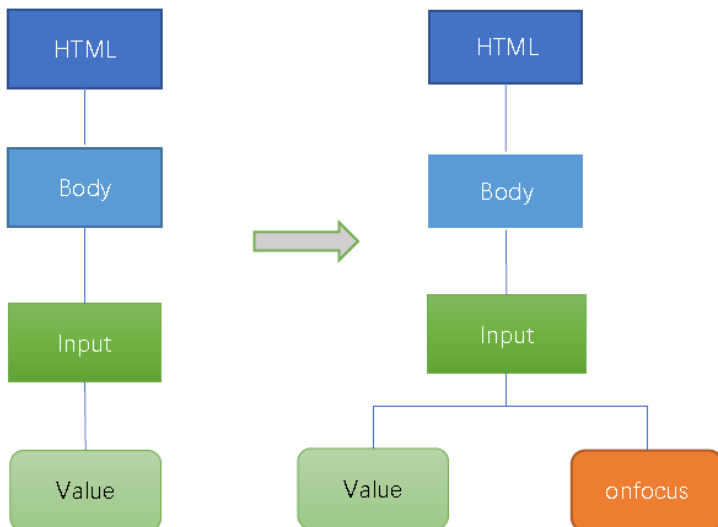 HTML
Body
Input
Value
HTML
Body
Input
Value
onfocus